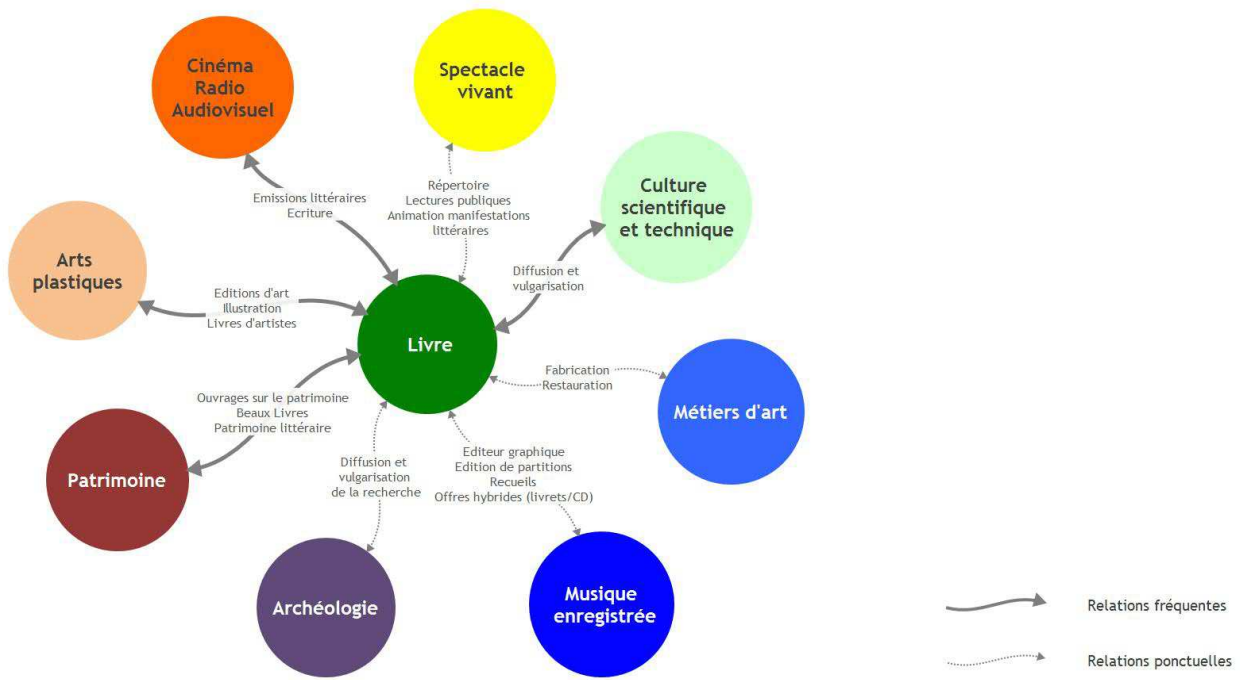 Cinéma
Radio
Audiovisuel
Spectacle
vivant
Culture
scientifique
et technique
Arts
plastiques
Emissions littéraires
Ecriture
Répertoire
Lectures publiques
Animation manifestations
littéraires
Diffusion et
vulgarisation
Editions d'art
Illustration
Livres d'artistes
Livre
Fabrication
Restauration
Métiers d'art
Ouvrages sur le patrimoine
Beaux Livres
Patrimoine littéraire
Patrimoine
Diffusion et
vulgarisation
de la recherche
Editeur graphique
Edition de partitions
Recueils
Offres hybrides (livrets/CD)
Archéologie
Musique
enregistrée
Relations fréquentes
Relations ponctuelles